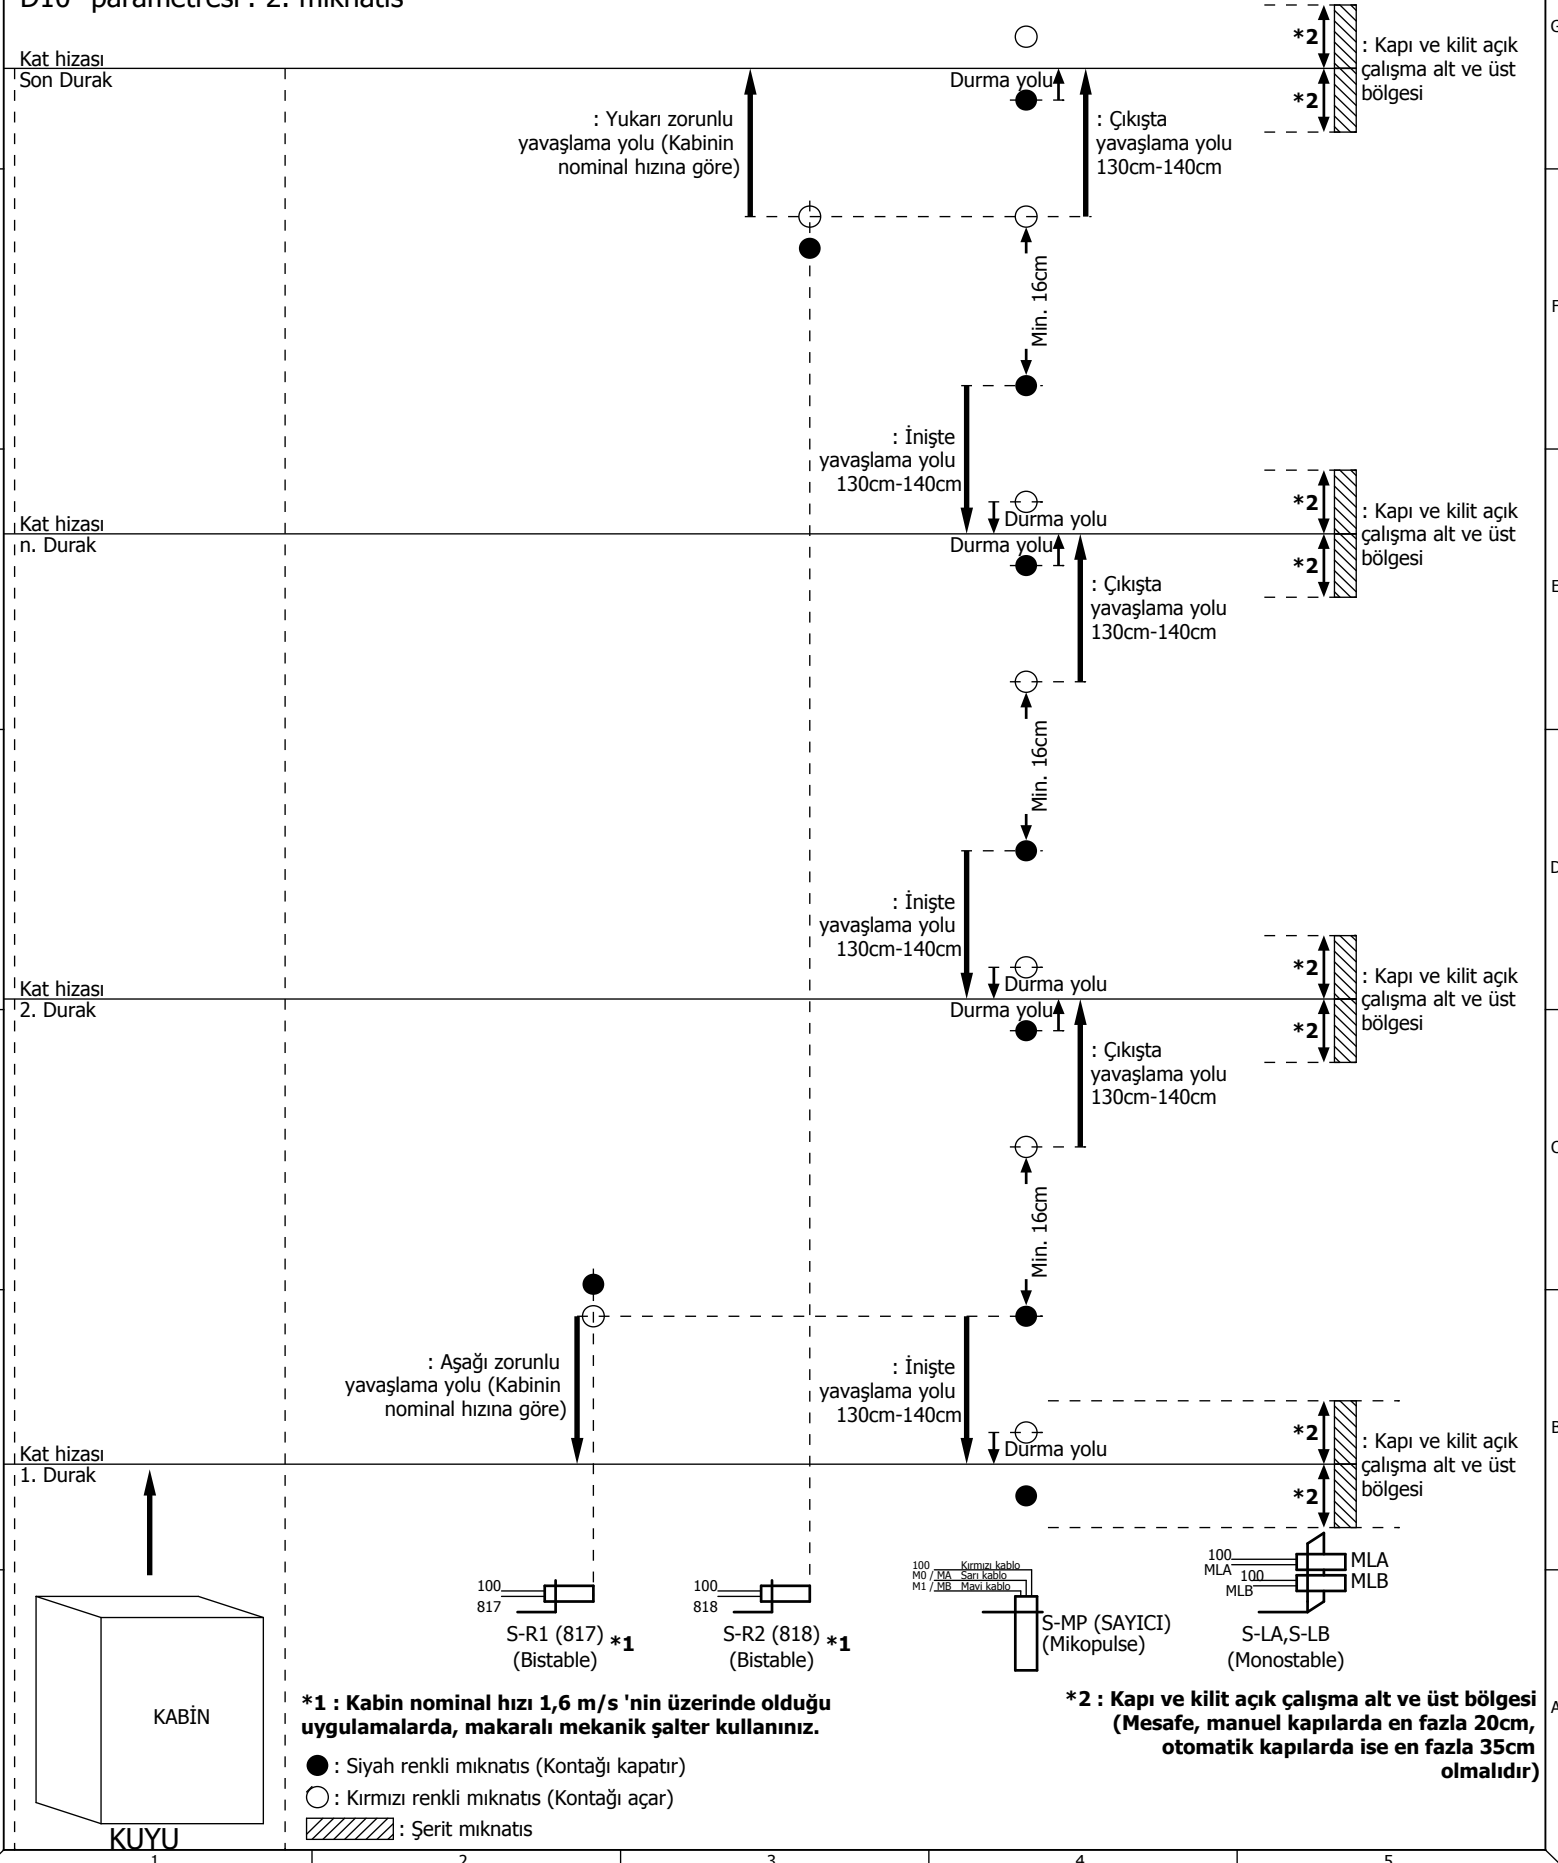 D10 parametresi : 2. mıknatıs
G
*2
: Kapı ve kilit açık
çalışma alt ve üst
bölgesi
*2
Kat hizası
Son Durak
Durma yolu
: Yukarı zorunlu
yavaşlama yolu (Kabinin
nominal hızına göre)
: Çıkışta
yavaşlama yolu
130cm-140cm
Min. 16cm
F
: İnişte
yavaşlama yolu
130cm-140cm
Durma yolu
*2
: Kapı ve kilit açık
çalışma alt ve üst
bölgesi
*2
Kat hizası
n. Durak
Durma yolu
E
: Çıkışta
yavaşlama yolu
130cm-140cm
Min. 16cm
D
: İnişte
yavaşlama yolu
130cm-140cm
Durma yolu
*2
: Kapı ve kilit açık
çalışma alt ve üst
bölgesi
*2
Kat hizası
2. Durak
Durma yolu
: Çıkışta
yavaşlama yolu
130cm-140cm
C
Min. 16cm
: Aşağı zorunlu
yavaşlama yolu (Kabinin
nominal hızına göre)
: İnişte
yavaşlama yolu
130cm-140cm
Durma yolu
*2
: Kapı ve kilit açık
çalışma alt ve üst
bölgesi
*2
B
Kat hizası
1. Durak
100
817
S-R1 (817) *1
(Bistable)
100
818
S-R2 (818) *1
(Bistable)
100 Kırmızı kablo
M0 / MA Sarı kablo
M1 / MB Mavi kablo
S-MP (SAYICI)
(Mikopulse)
100
MLA
100
MLB
MLA
MLB
S-LA,S-LB
(Monostable)
KABİN
KUYU
*1 : Kabin nominal hızı 1,6 m/s 'nin üzerinde olduğu
uygulamalarda, makaralı mekanik şalter kullanınız.
: Siyah renkli mıknatıs (Kontağı kapatır)
: Kırmızı renkli mıknatıs (Kontağı açar)
: Şerit mıknatıs
*2 : Kapı ve kilit açık çalışma alt ve üst bölgesi
(Mesafe, manuel kapılarda en fazla 20cm,
otomatik kapılarda ise en fazla 35cm
olmalıdır)
A
1 2 3 4 5